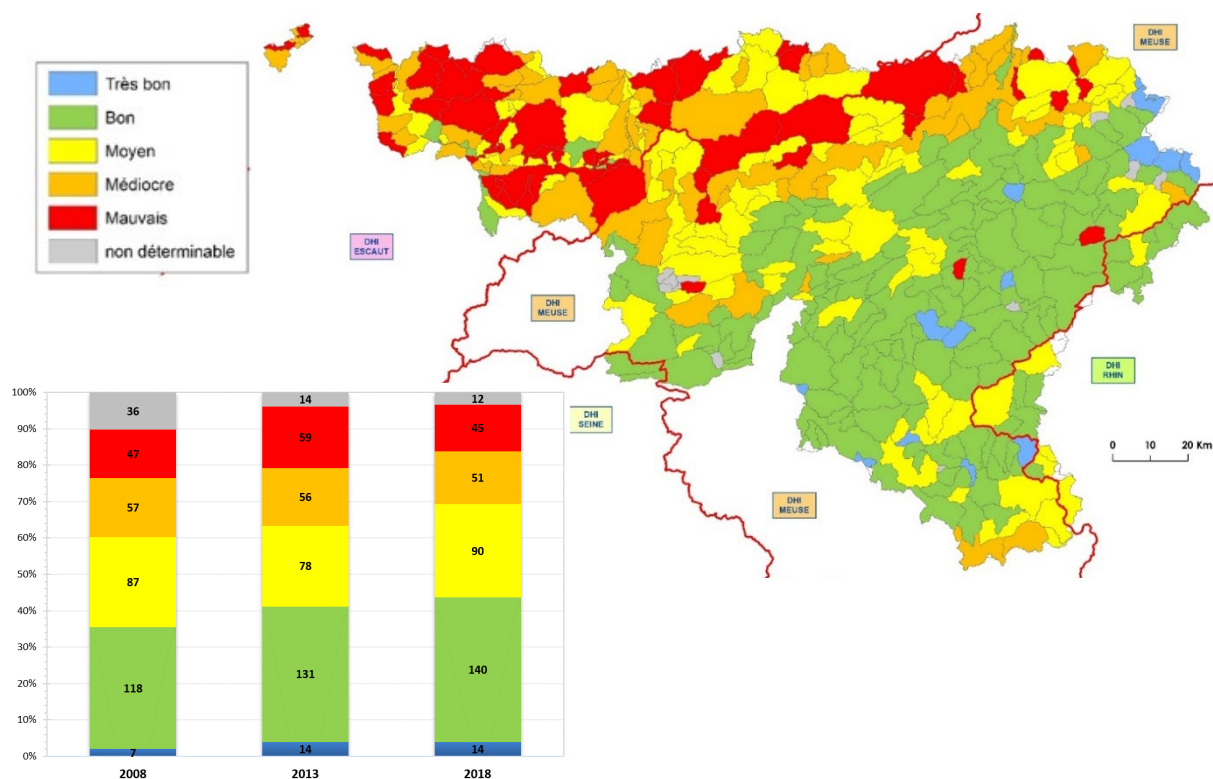 Très bon
Bon
Moyen
Médiocre
Mauvais
non déterminable
DHI
MEUSE
DHI
ESCAUT
DHI
MEUSE
DHI
RHIN
DHI
SEINE
DHI
MEUSE
0 10 20 Km
100%
90%
80%
70%
60%
50%
40%
30%
20%
10%
0%
36
47
57
87
118
7
14
59
56
78
131
14
12
45
51
90
140
14
2008 2013 2018